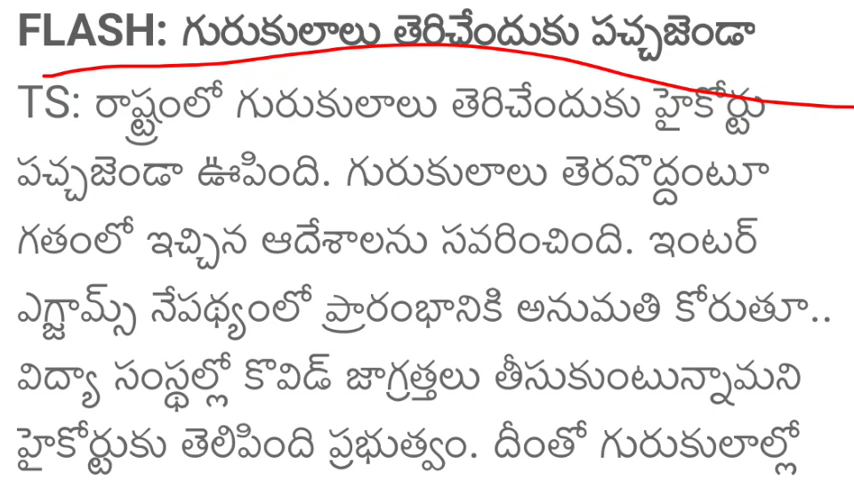 FLASH: గురుకులాలు తెరిచేందుకు పచ్చజెండా
TS: రాష్ట్రంలో గురుకులాలు తెరిచేందుకు హైకోర్టు
పచ్చజెండా ఊపింది. గురుకులాలు తెరవొద్దంటూ
గతంలో ఇచ్చిన ఆదేశాలను సవరించింది. ఇంటర్
ఎగ్జామ్స్ నేపథ్యంలో ప్రారంభానికి అనుమతి కోరుతూ..
విద్యా సంస్థల్లో కొవిడ్ జాగ్రత్తలు తీసుకుంటున్నామని
హైకోర్టుకు తెలిపింది ప్రభుత్వం. దీంతో గురుకులాల్లో